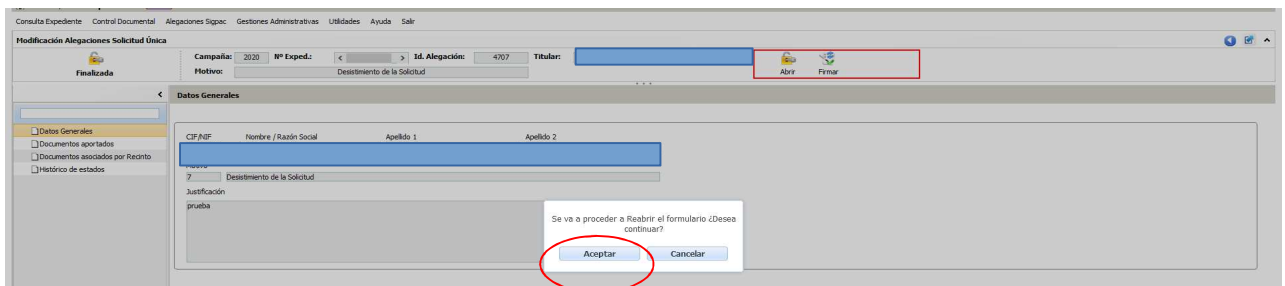 Consulta Expediente Control Documental Alegaciones Sigpac Gestiones Administrativas Utilidades Ayuda Salir
Modificación Alegaciones Solicitud Única
Finalizada
Campaña: 2020 Nº Exped.: < > Id. Alegación: 4707 Titular:
Motivo: Desistimiento de la Solicitud
Abrir Firmar
Datos Generales
Datos Generales
Documentos aportados
Documentos asociados por Recinto
Histórico de estados
CIF/NIF Nombre / Razón Social Apellido 1 Apellido 2
7 Desistimiento de la Solicitud
Justificación
prueba
Se va a proceder a Reabrir el formulario ¿Desea
continuar?
Aceptar Cancelar